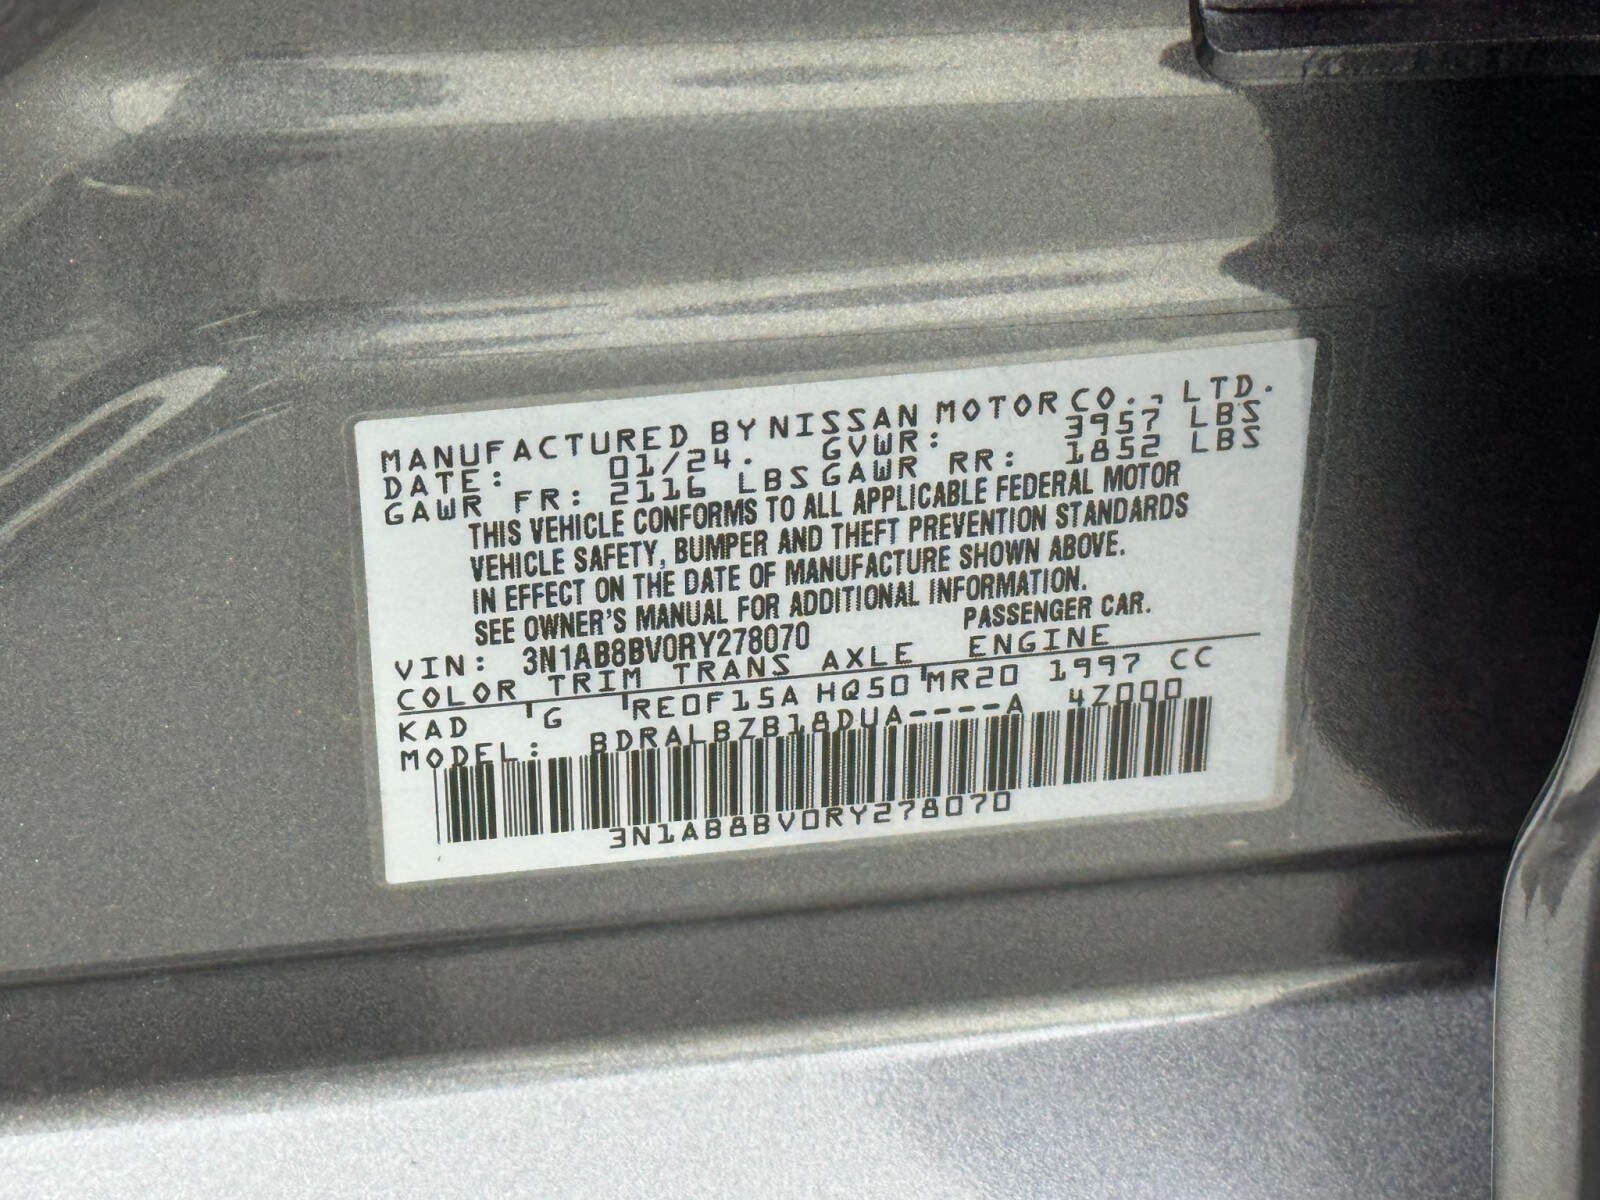 MANUFACTURED BY NISSAN MOTOR CO., LTD.
DATE: 01/24. GVWR: 3957 LBS
GAWR FR: 2116 LBS GAWR RR: 1852 LBS
THIS VEHICLE CONFORMS TO ALL APPLICABLE FEDERAL MOTOR
VEHICLE SAFETY, BUMPER AND THEFT PREVENTION STANDARDS
IN EFFECT ON THE DATE OF MANUFACTURE SHOWN ABOVE.
SEE OWNER'S MANUAL FOR ADDITIONAL INFORMATION.
VIN: 3N1AB8BV0RY278070 PASSENGER CAR.
COLOR TRIM TRANS AXLE ENGINE
KAD G RE0F15A HQ50 MR20 1997 CC
MODEL: BDRALBZB18DUA----A 4Z000
3N1AB8BV0RY278070